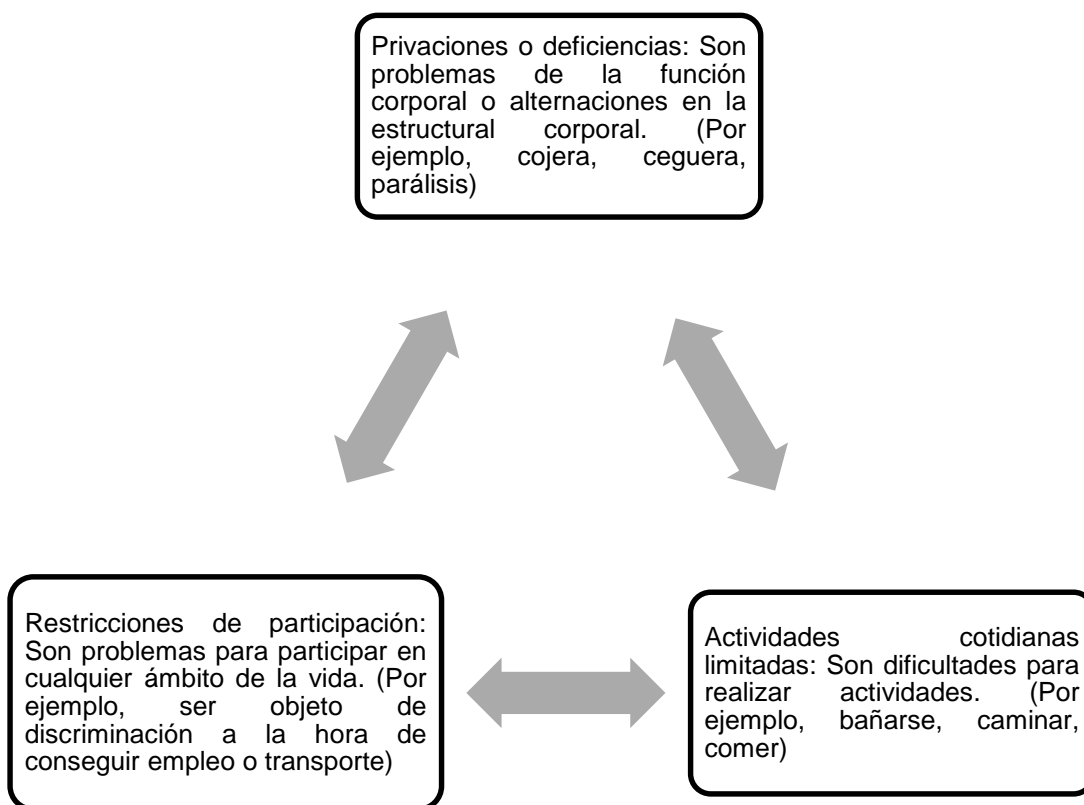 Privaciones o deficiencias: Son
problemas de la función
corporal o alternaciones en la
estructural corporal. (Por
ejemplo, cojera, ceguera,
parálisis)
Restricciones de participación:
Son problemas para participar en
cualquier ámbito de la vida. (Por
ejemplo, ser objeto de
discriminación a la hora de
conseguir empleo o transporte)
Actividades cotidianas
limitadas: Son dificultades para
realizar actividades. (Por
ejemplo, bañarse, caminar,
comer)